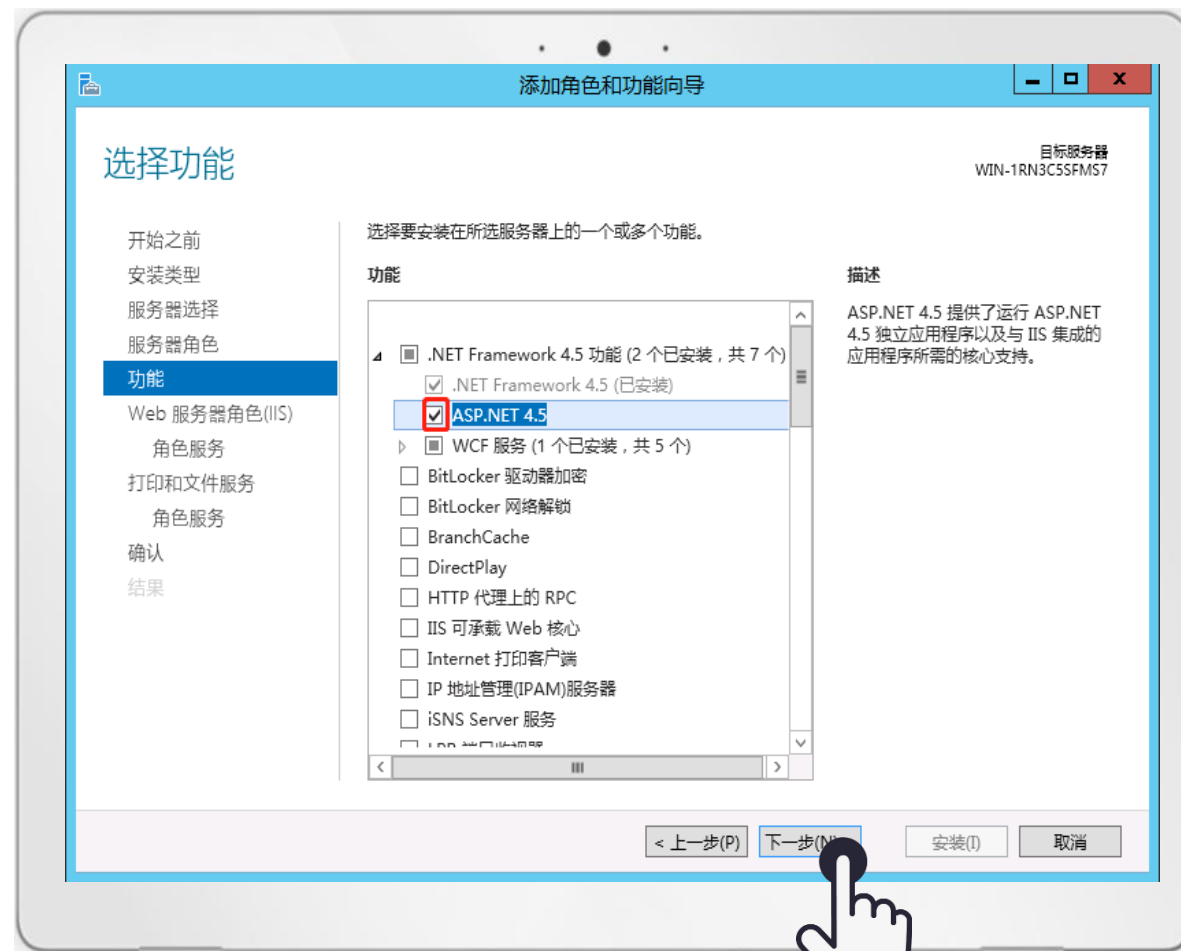 添加角色和功能向导
选择功能
目标服务器
WIN-1RN3C5SFMS7
开始之前
安装类型
服务器选择
服务器角色
功能
Web 服务器角色(IIS)
角色服务
打印和文件服务
角色服务
确认
结果
选择要安装在所选服务器上的一个或多个功能。
功能
.NET Framework 4.5 功能 (2 个已安装，共 7 个)
.NET Framework 4.5 (已安装)
ASP.NET 4.5
WCF 服务 (1 个已安装，共 5 个)
BitLocker 驱动器加密
BitLocker 网络解锁
BranchCache
DirectPlay
HTTP 代理上的 RPC
IIS 可承载 Web 核心
Internet 打印客户端
IP 地址管理(IPAM)服务器
iSNS Server 服务
描述
ASP.NET 4.5 提供了运行 ASP.NET
4.5 独立应用程序以及与 IIS 集成的
应用程序所需的核心支持。
< 上一步(P)
下一步(N)
安装(I)
取消